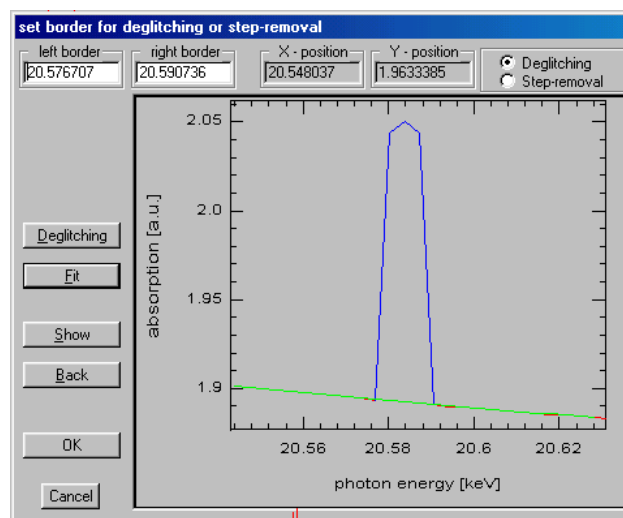 set border for deglitching or step-removal
left border right border X - position Y - position
20.576707 20.590736 20.548037 1.9633385
Deglitching
Step-removal
2.05
2.0
1.95
1.9
absorption [a.u.]
20.56 20.58 20.6 20.62
photon energy [keV]
Deglitching
Fit
Show
Back
OK
Cancel